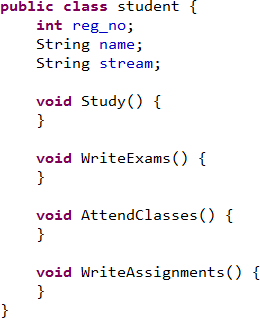 public class student {
    int reg_no;
    String name;
    String stream;

    void Study() {
    }

    void WriteExams() {
    }

    void AttendClasses() {
    }

    void WriteAssignments() {
    }
}